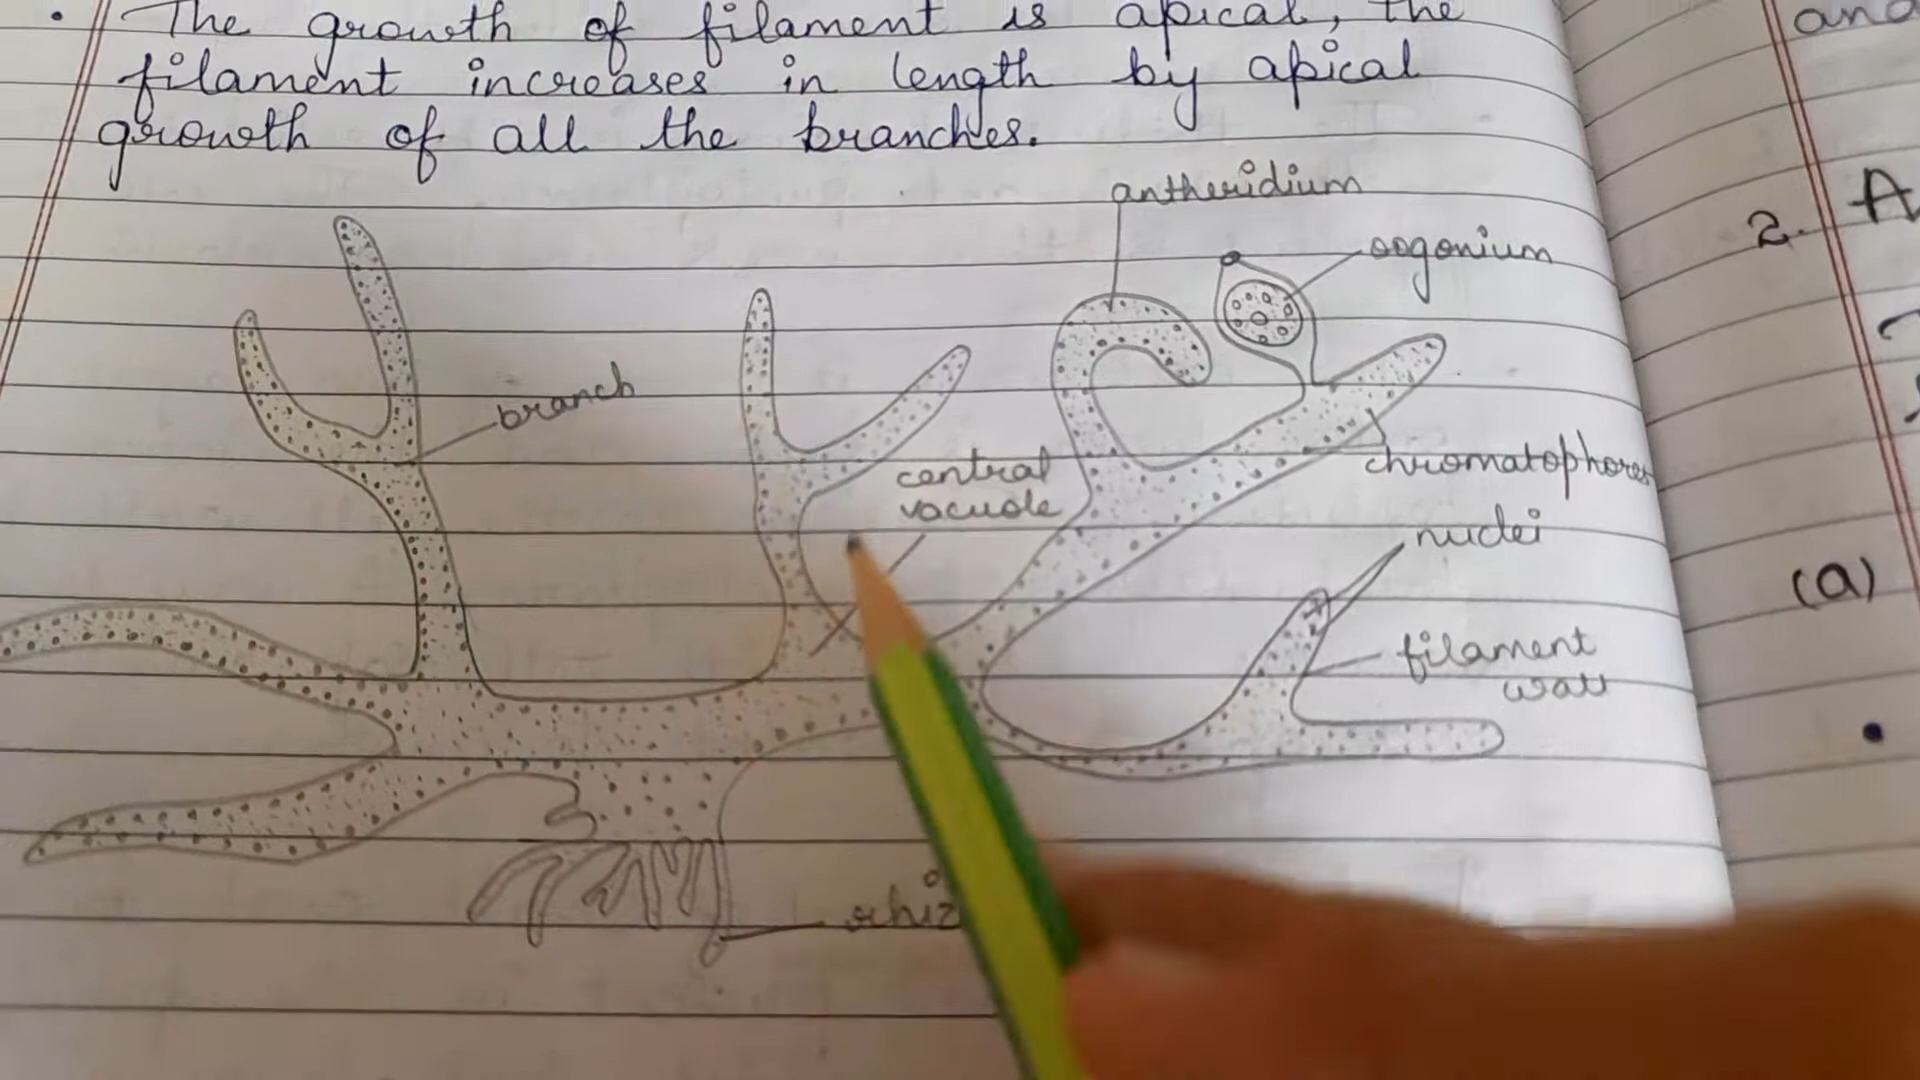 • The growth of filament is apical, the
filament increases in length by apical
growth of all the branches.
antheridium
oogonium
branch
central
vacuole
chromatophores
nuclei
filament
wall
rhiz
2.
(a)
•